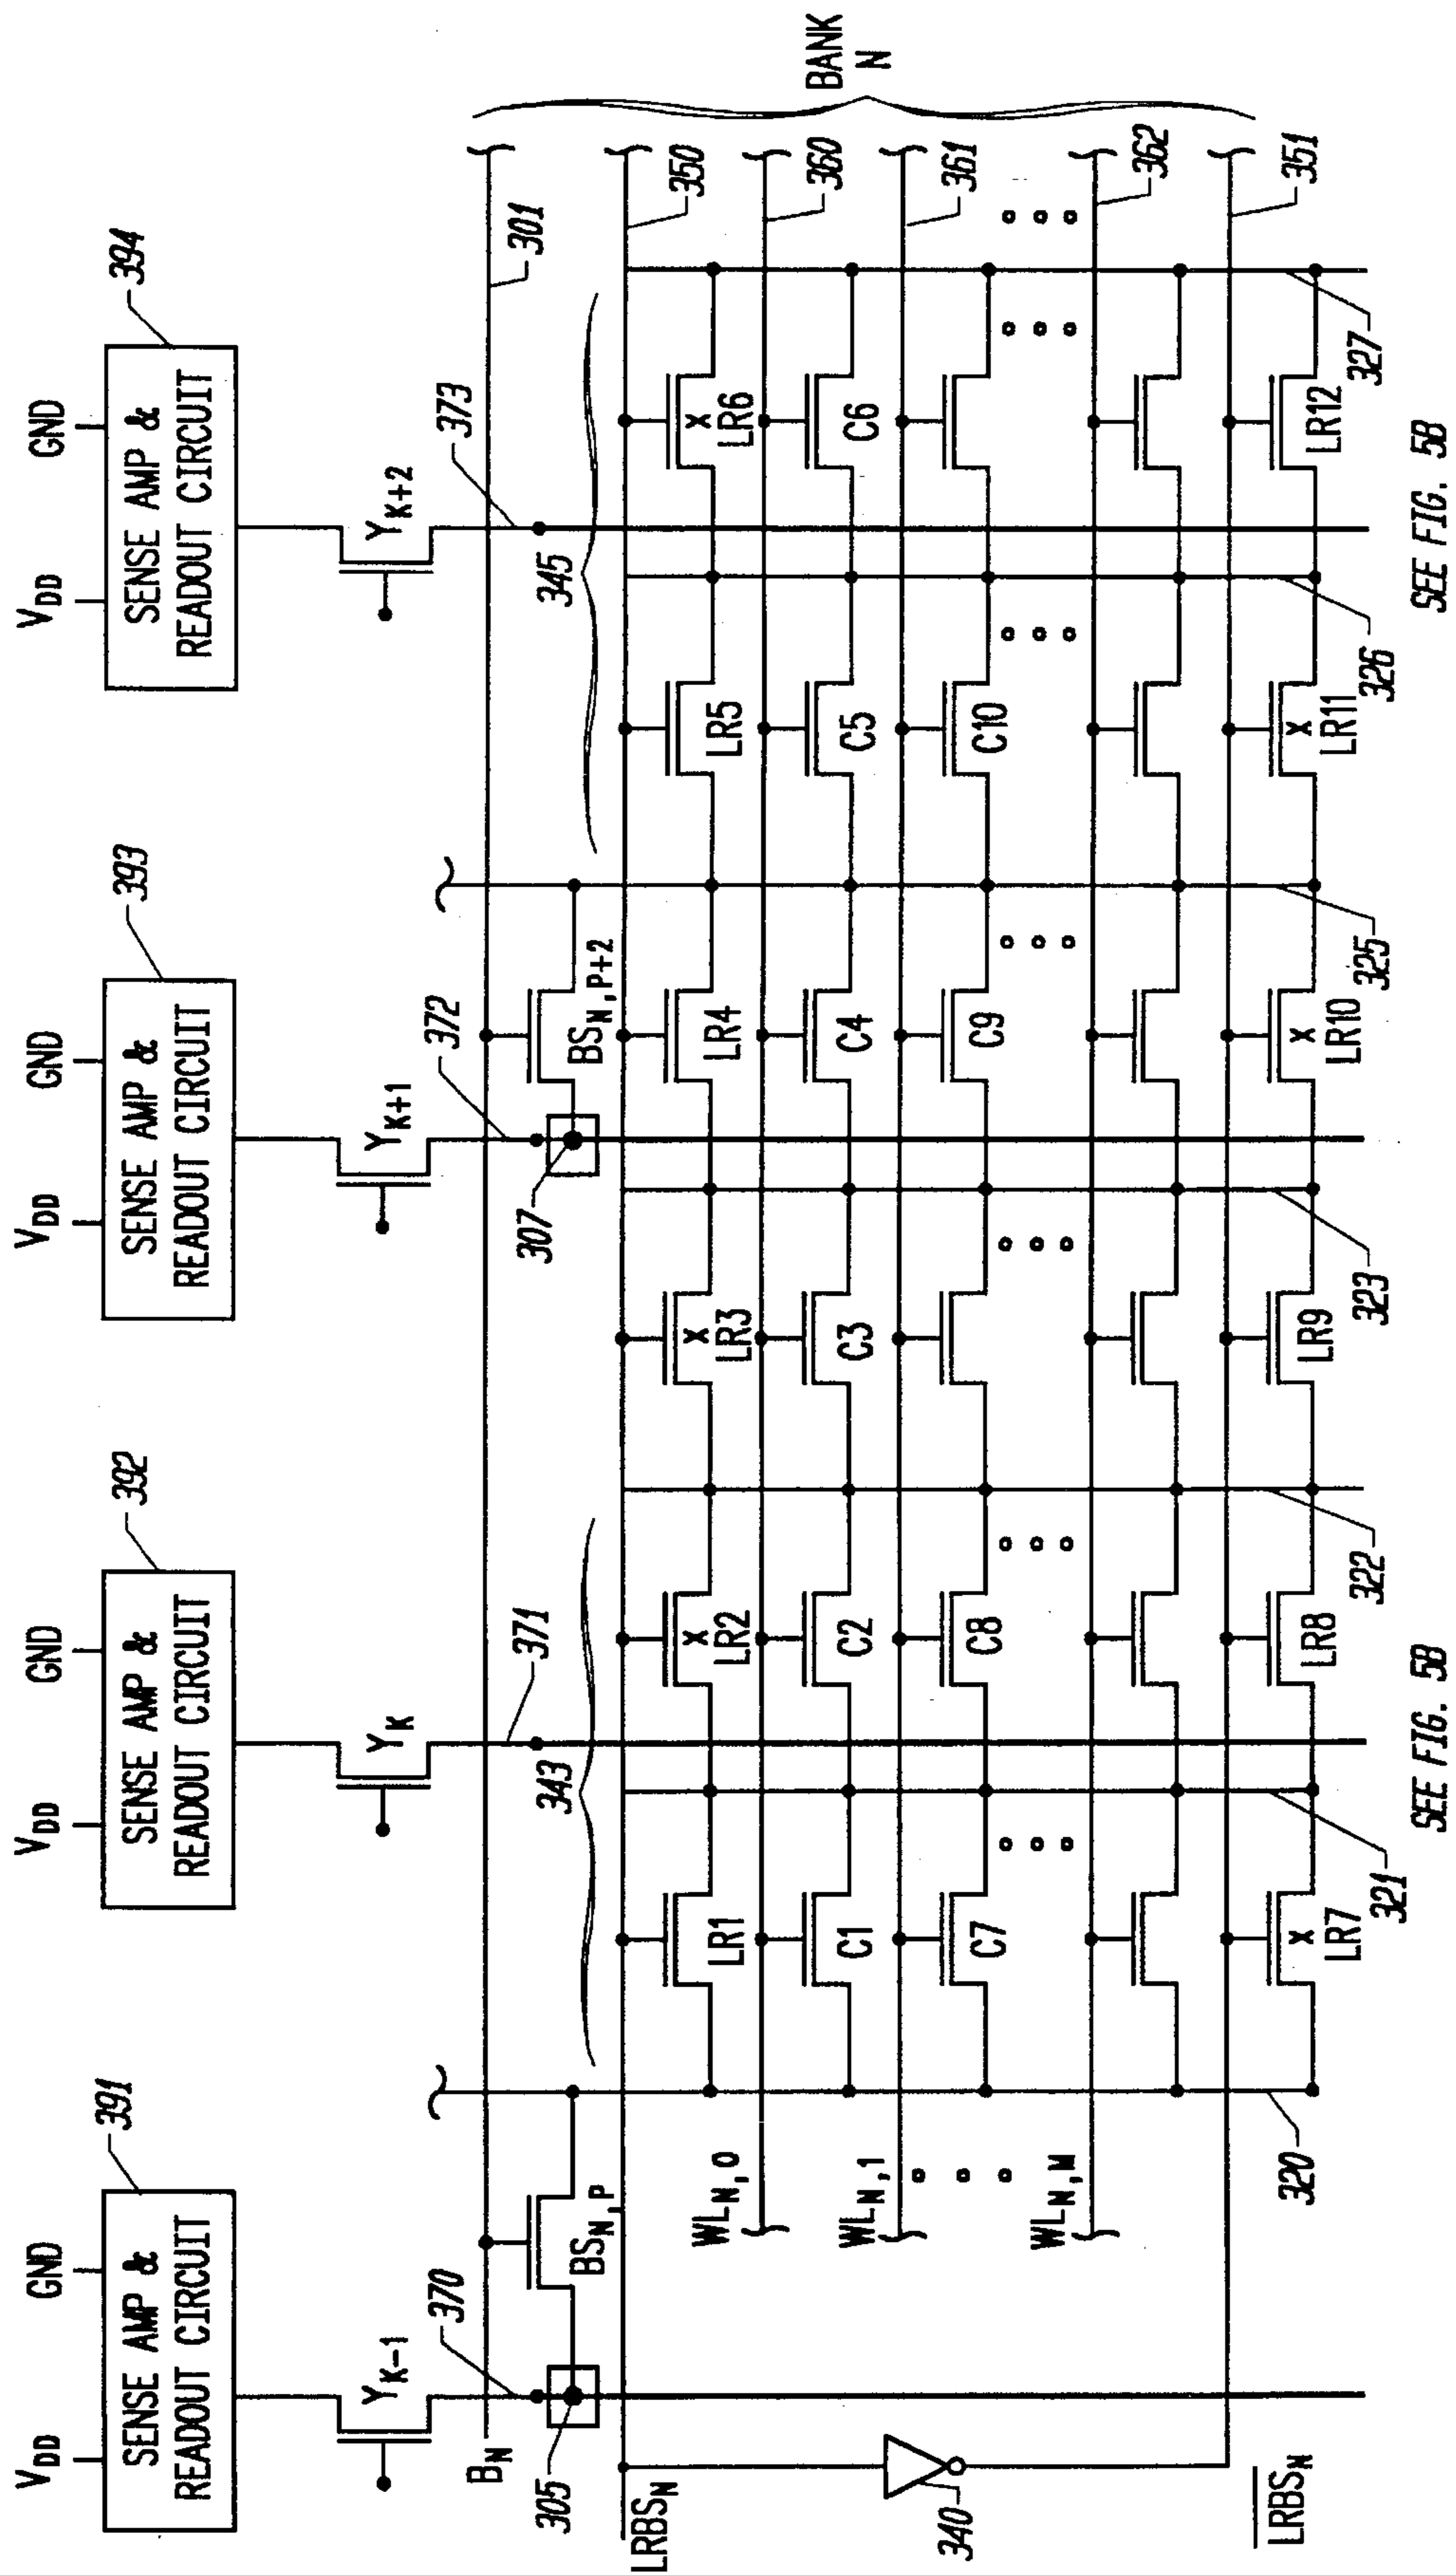 391
392
393
394
V_DD GND
V_DD GND
V_DD GND
V_DD GND
SENSE AMP &
READOUT CIRCUIT
SENSE AMP &
READOUT CIRCUIT
SENSE AMP &
READOUT CIRCUIT
SENSE AMP &
READOUT CIRCUIT
Y_K-1
Y_K
Y_K+1
Y_K+2
370
371
372
373
301
B_N
305
BS_N,P
343
307
BS_N,P+2
345
BANK
N
LRBS_N
350
LR1
X
LR2
X
LR3
LR4
LR5
X
LR6
WL_N,0
360
C1
C2
C3
C4
C5
C6
WL_N,1
361
C7
C8
C9
C10
WL_N,M
362
340
351
X
LR7
LR8
LR9
X
LR10
X
LR11
LR12
LRBS_N
320
321
322
323
325
326
327
SEE FIG. 5B
SEE FIG. 5B